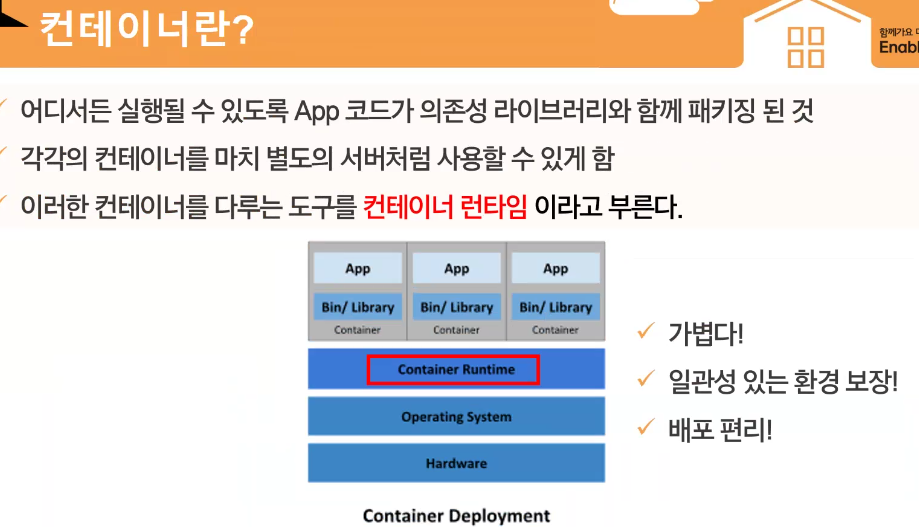 컨테이너란?
함께가요
어디서든 실행될 수 있도록 App 코드가 의존성 라이브러리와 함께 패키징 된 것
각각의 컨테이너를 마치 별도의 서버처럼 사용할 수 있게 함
이러한 컨테이너를 다루는 도구를 컨테이너 런타임 이라고 부른다.
App App App
Bin/ Library Bin/ Library Bin/ Library
Container Container Container
Container Runtime
Operating System
Hardware
Container Deployment
가볍다!
일관성 있는 환경 보장!
배포 편리!